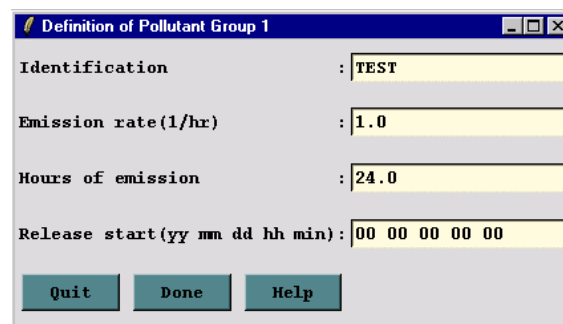 Definition of Pollutant Group 1
Identification : TEST
Emission rate(1/hr) : 1.0
Hours of emission : 24.0
Release start(yy mm dd hh min): 00 00 00 00 00
Quit Done Help